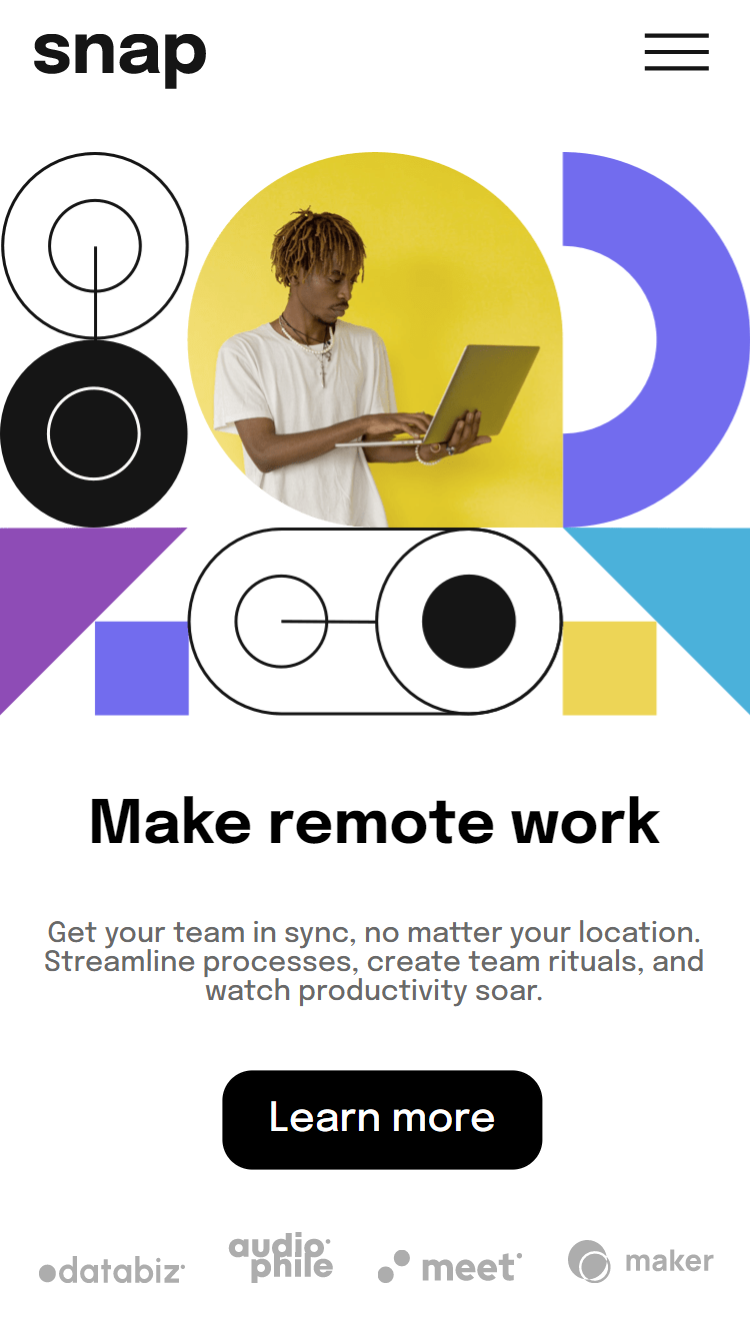 snap
Make remote work
Get your team in sync, no matter your location.
Streamline processes, create team rituals, and
watch productivity soar.
Learn more
databiz
audio
phile
meet
maker